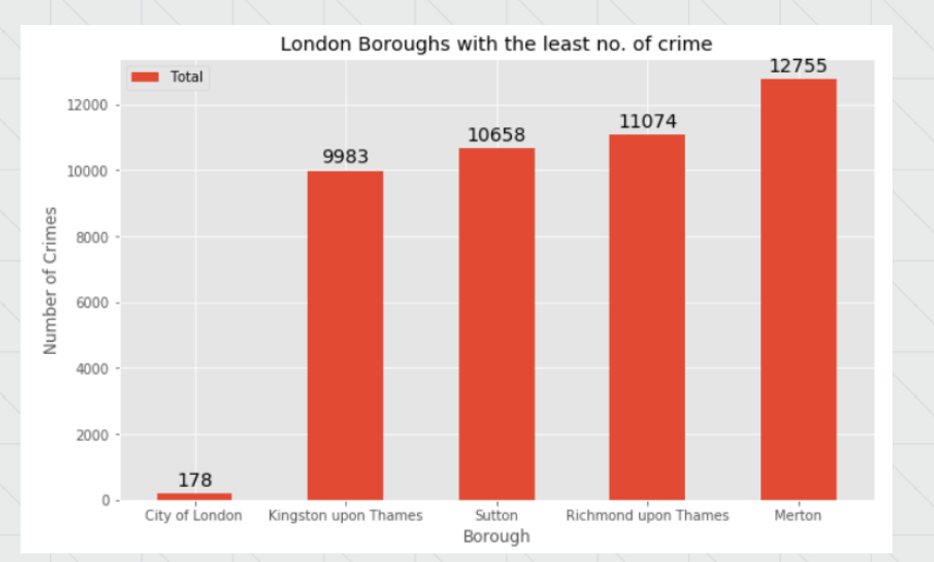 London Boroughs with the least no. of crime
Total
12755
11074
10658
9983
178
12000
10000
8000
6000
4000
2000
0
Number of Crimes
City of London Kingston upon Thames Sutton Richmond upon Thames Merton
Borough